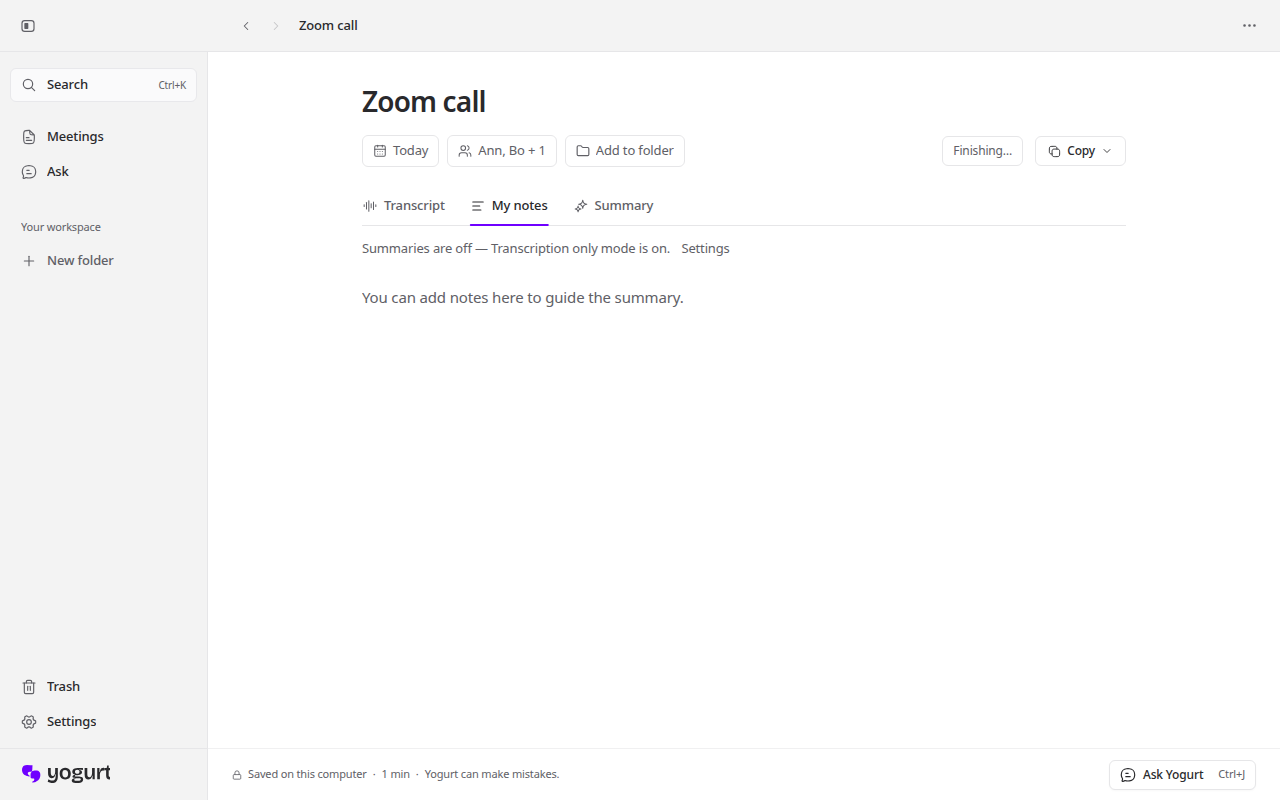 Zoom call
Search Ctrl+K
Meetings
Ask
Your workspace
New folder
Trash
Settings
yogurt
Zoom call
Today Ann, Bo + 1 Add to folder Finishing... Copy
Transcript My notes Summary
Summaries are off — Transcription only mode is on. Settings
You can add notes here to guide the summary.
Saved on this computer · 1 min · Yogurt can make mistakes.
Ask Yogurt Ctrl+J